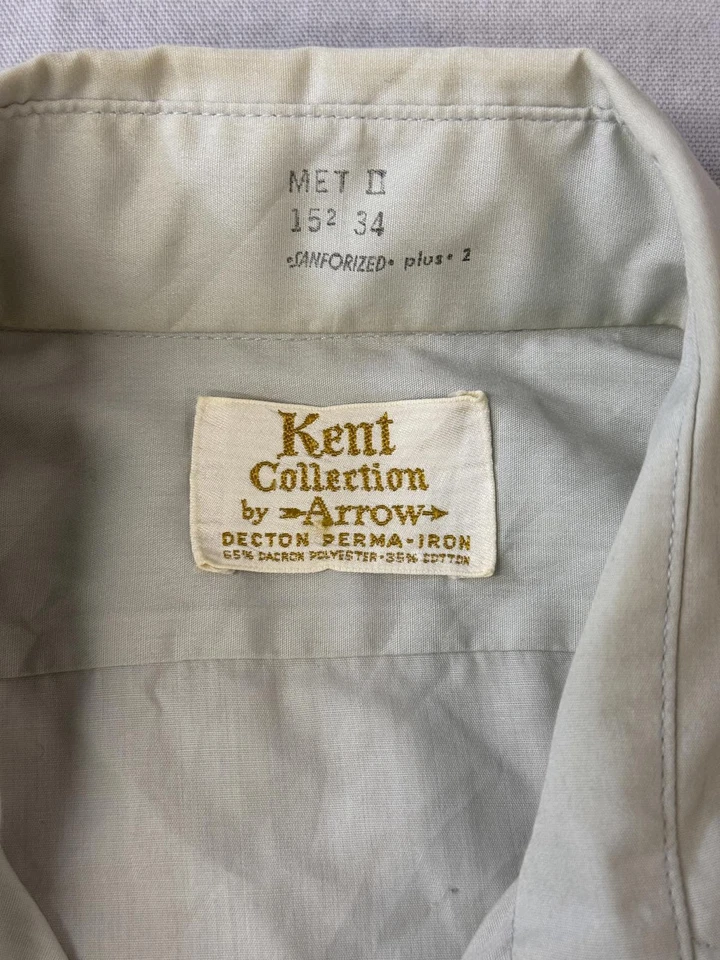 MET II
15² 34
•SANFORIZED• plus• 2
Kent
Collection
by Arrow
DECTON PERMA-IRON
65% DACRON POLYESTER•35% COTTON